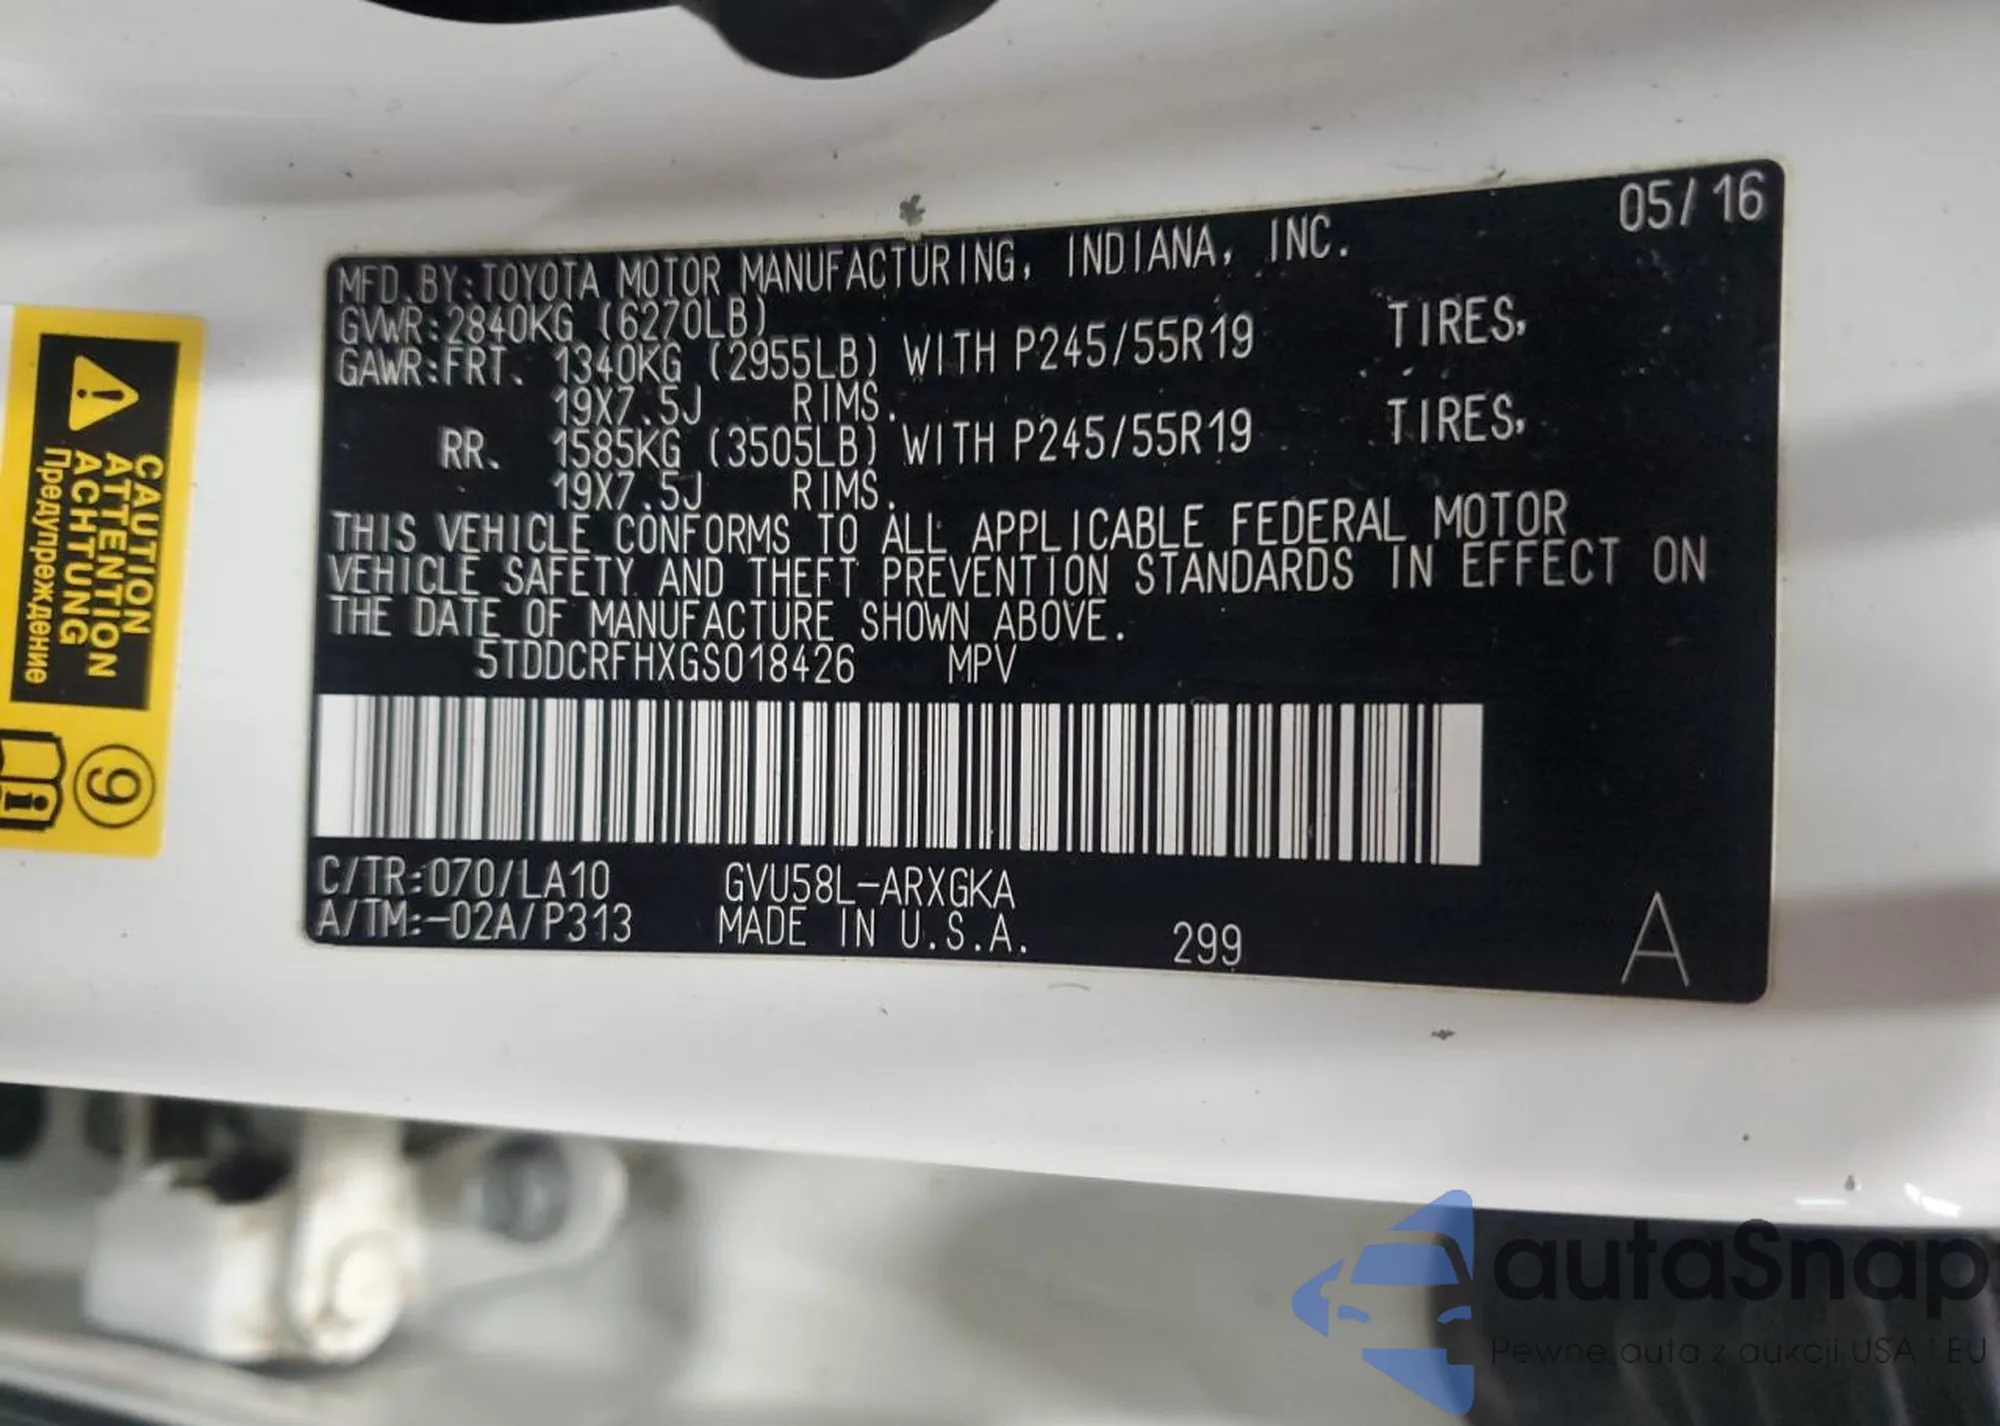 05/16
MFD.BY:TOYOTA MOTOR MANUFACTURING, INDIANA, INC.
GVWR:2840KG (6270LB)
GAWR:FRT. 1340KG (2955LB) WITH P245/55R19 TIRES,
19X7.5J RIMS.
RR. 1585KG (3505LB) WITH P245/55R19 TIRES,
19X7.5J RIMS.
THIS VEHICLE CONFORMS TO ALL APPLICABLE FEDERAL MOTOR
VEHICLE SAFETY AND THEFT PREVENTION STANDARDS IN EFFECT ON
THE DATE OF MANUFACTURE SHOWN ABOVE.
5TDDCRFHXGS018426 MPV
C/TR:070/LA10 GVU58L-ARXGKA
A/TM:-02A/P313 MADE IN U.S.A. 299 A
CAUTION
ATTENTION
ACHTUNG
Предупреждение
9
i
autaSnap
Pewne auta z aukcji USA i EU